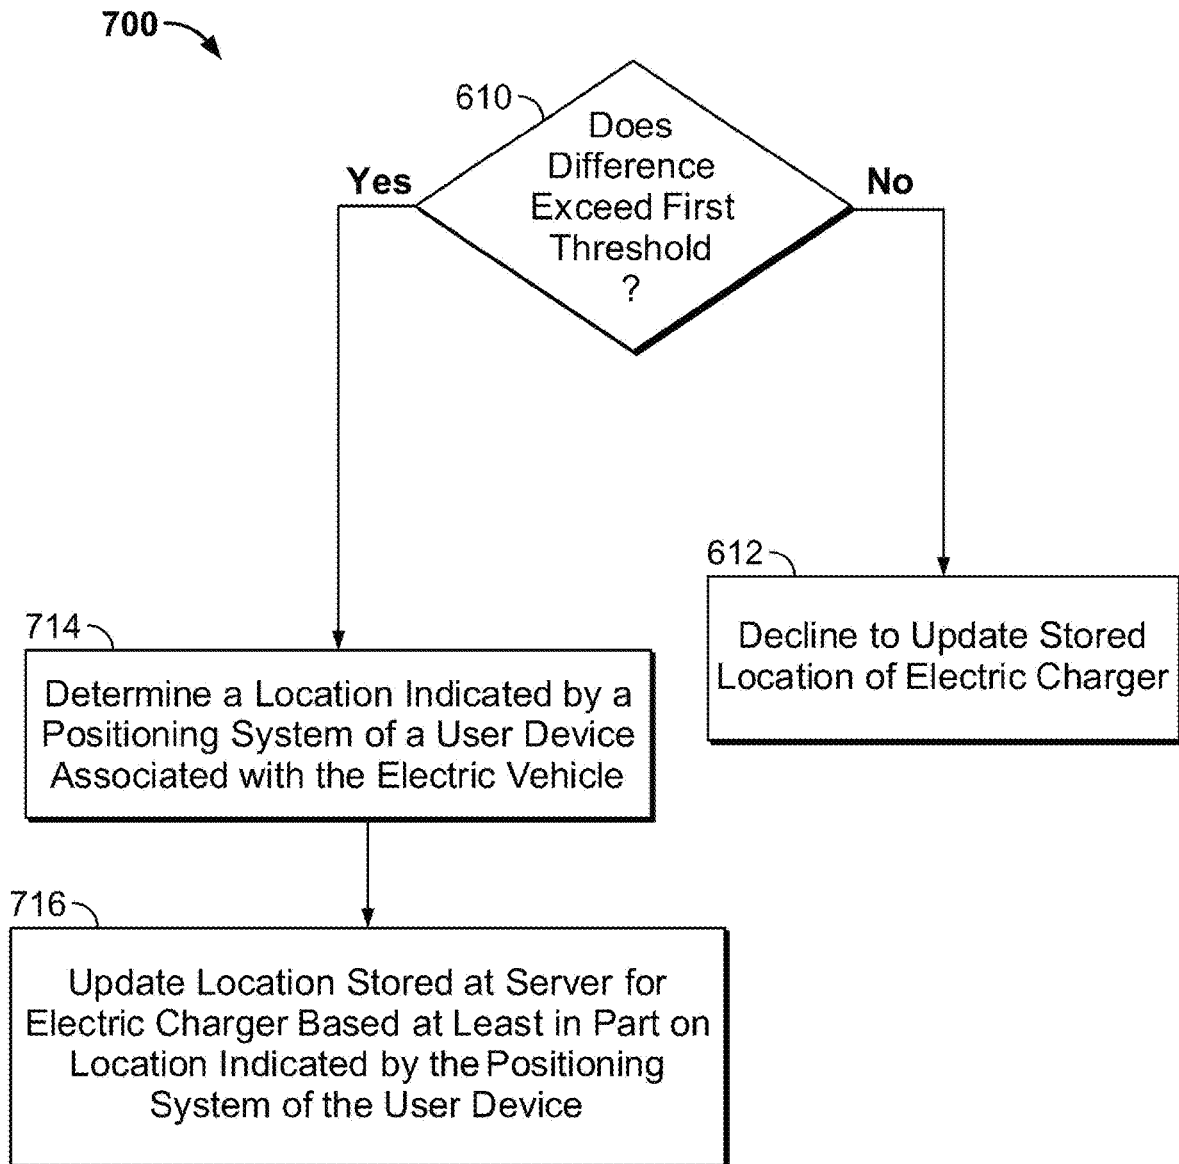 700
610
Does
Difference
Exceed First
Threshold
?
Yes
No
612
Decline to Update Stored
Location of Electric Charger
714
Determine a Location Indicated by a
Positioning System of a User Device
Associated with the Electric Vehicle
716
Update Location Stored at Server for
Electric Charger Based at Least in Part on
Location Indicated by the Positioning
System of the User Device